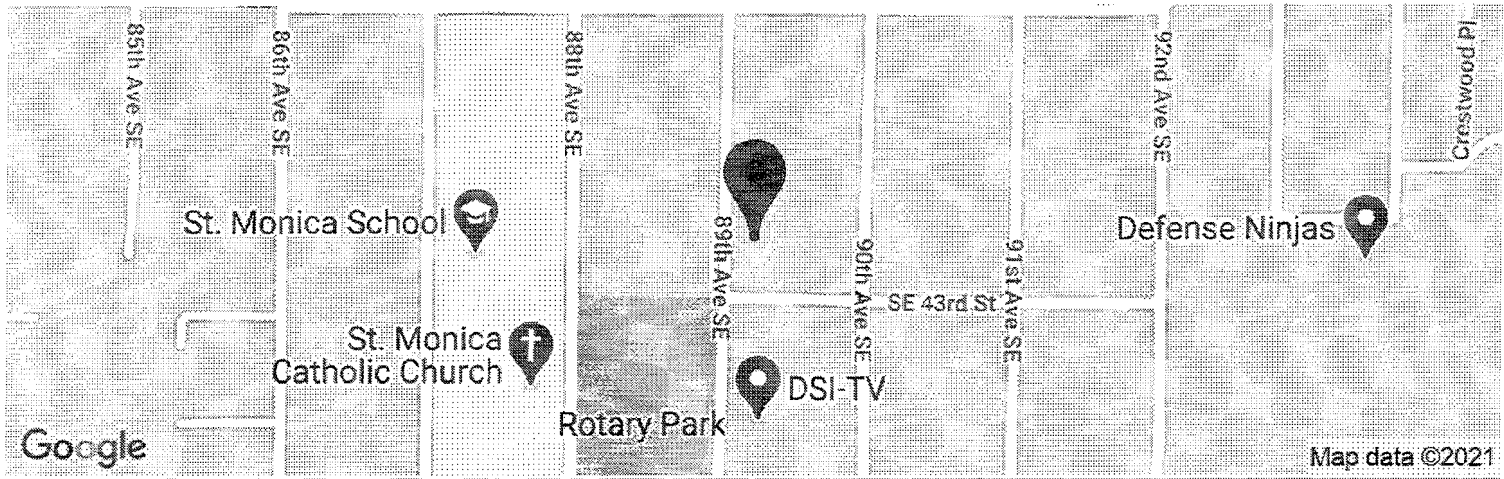 85th Ave SE
86th Ave SE
88th Ave SE
89th Ave SE
90th Ave SE
91st Ave SE
92nd Ave SE
Crestwood Pl
St. Monica School
Defense Ninjas
SE 43rd St
St. Monica
Catholic Church
DSI-TV
Rotary Park
Google
Map data ©2021